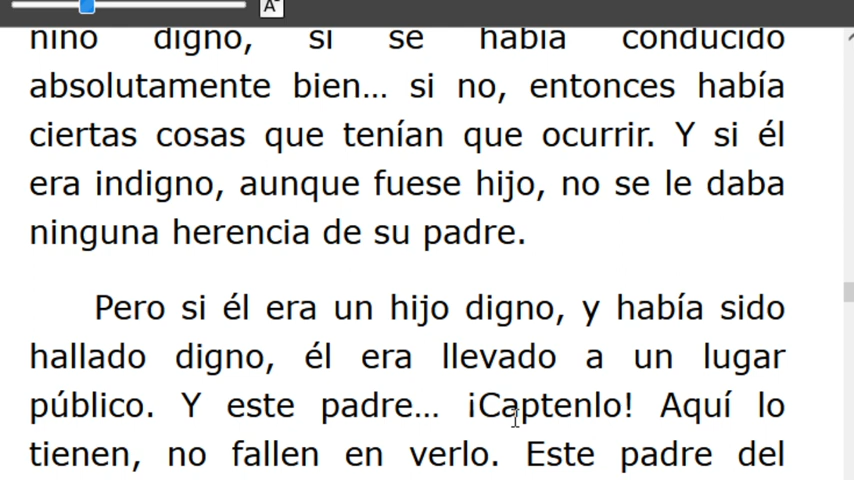 niño digno, si se había conducido
absolutamente bien... si no, entonces había
ciertas cosas que tenían que ocurrir. Y si él
era indigno, aunque fuese hijo, no se le daba
ninguna herencia de su padre.
Pero si él era un hijo digno, y había sido
hallado digno, él era llevado a un lugar
público. Y este padre... ¡Captenlo! Aquí lo
tienen, no fallen en verlo. Este padre del